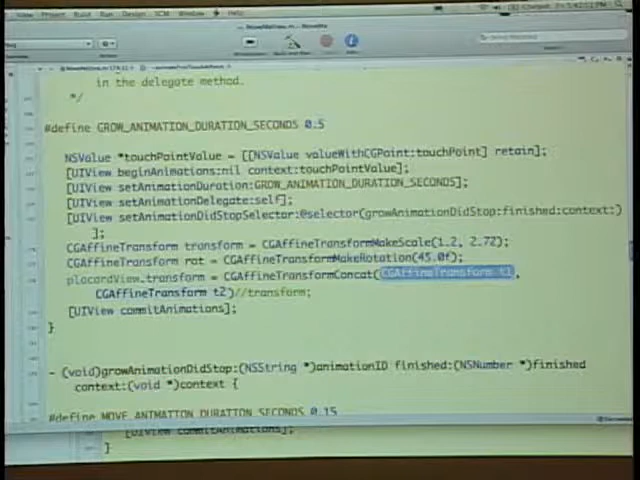 in the delegate method.
*/
#define GROW_ANIMATION_DURATION_SECONDS 0.5
NSValue *touchPointValue = [[NSValue valueWithCGPoint:touchPoint] retain];
[UIView beginAnimations:nil context:touchPointValue];
[UIView setAnimationDuration:GROW_ANIMATION_DURATION_SECONDS];
[UIView setAnimationDelegate:self];
[UIView setAnimationDidStopSelector:@selector(growAnimationDidStop:finished:context:)
];
CGAffineTransform transform = CGAffineTransformMakeScale(1.2, 2.72);
CGAffineTransform rot = CGAffineTransformMakeRotation(45.0f);
placardView.transform = CGAffineTransformConcat(CGAffineTransform t1,
CGAffineTransform t2)//transform;
[UIView commitAnimations];
}
- (void)growAnimationDidStop:(NSString *)animationID finished:(NSNumber *)finished
context:(void *)context {
#define MOVE_ANIMATION_DURATION_SECONDS 0.15
[UIView commitAnimations];
}